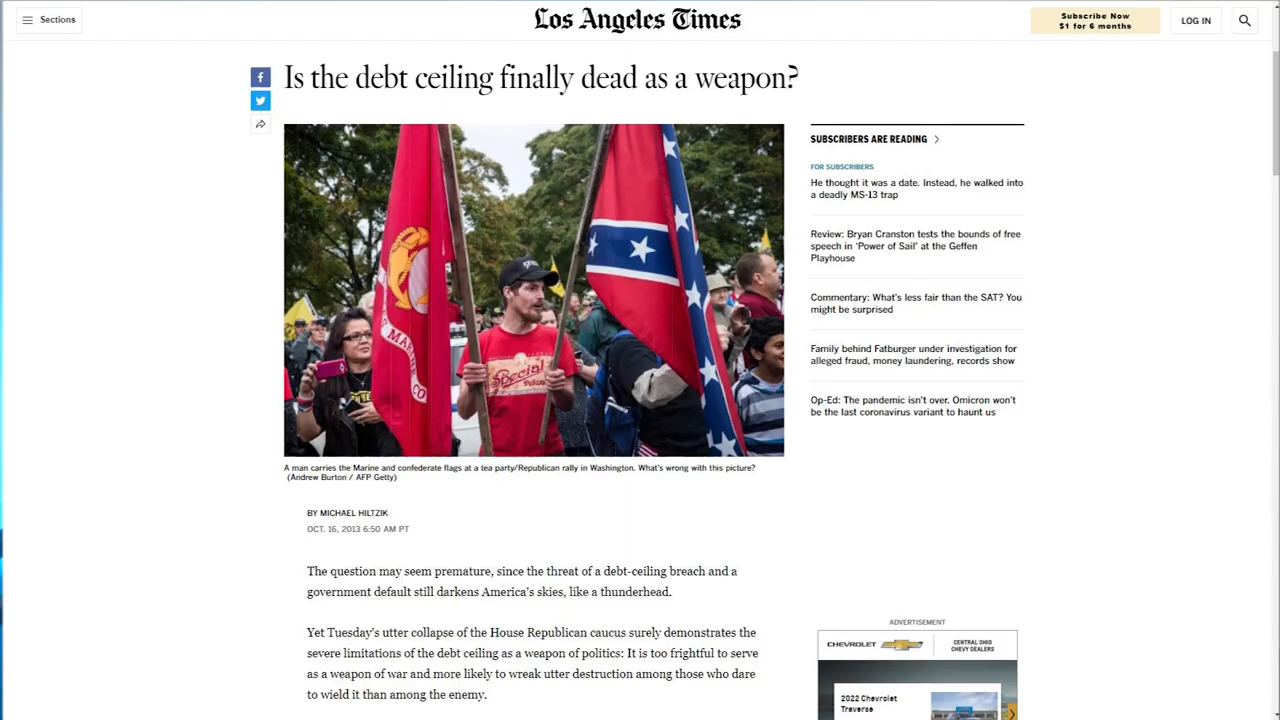 Sections
Los Angeles Times
Subscribe Now
$1 for 6 months
LOG IN
Is the debt ceiling finally dead as a weapon?
MARINE CO
Special
A man carries the Marine and confederate flags at a tea party/Republican rally in Washington. What's wrong with this picture?
(Andrew Burton / AFP Getty)
BY MICHAEL HILTZIK
OCT. 16, 2013 6:50 AM PT
The question may seem premature, since the threat of a debt-ceiling breach and a
government default still darkens America's skies, like a thunderhead.
Yet Tuesday's utter collapse of the House Republican caucus surely demonstrates the
severe limitations of the debt ceiling as a weapon of politics: It is too frightful to serve
as a weapon of war and more likely to wreak utter destruction among those who dare
to wield it than among the enemy.
SUBSCRIBERS ARE READING
FOR SUBSCRIBERS
He thought it was a date. Instead, he walked into
a deadly MS-13 trap
Review: Bryan Cranston tests the bounds of free
speech in 'Power of Sail' at the Geffen
Playhouse
Commentary: What's less fair than the SAT? You
might be surprised
Family behind Fatburger under investigation for
alleged fraud, money laundering, records show
Op-Ed: The pandemic isn't over. Omicron won't
be the last coronavirus variant to haunt us
ADVERTISEMENT
CHEVROLET
CENTRAL OHIO
CHEVY DEALERS
2022 Chevrolet
Traverse